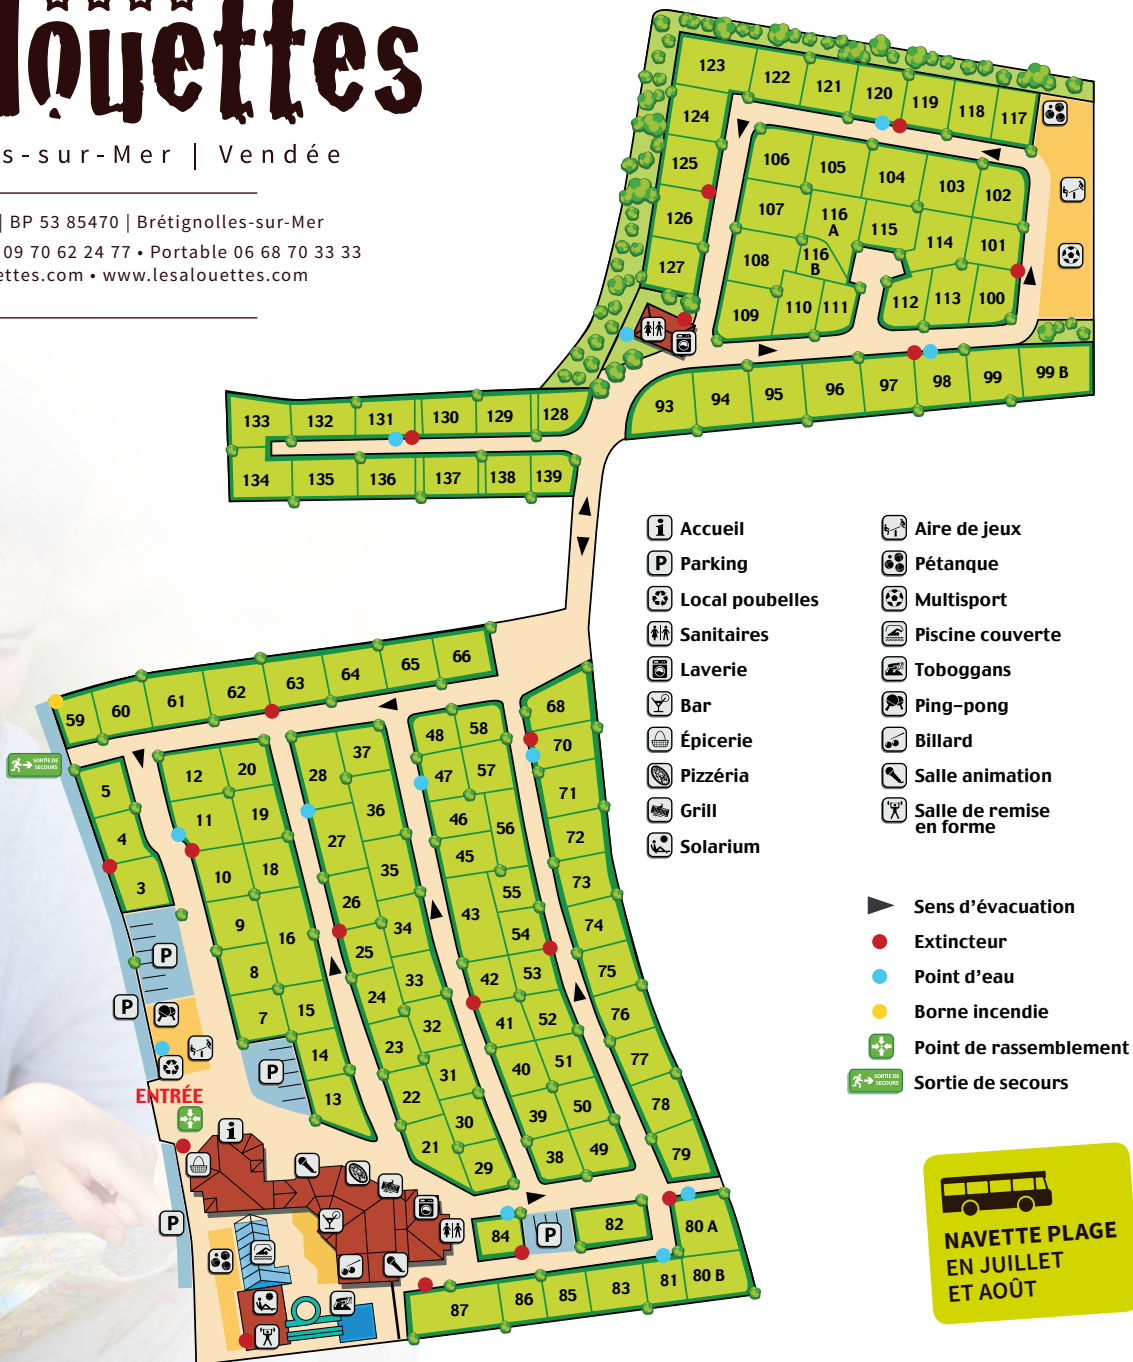 louettes
s-sur-Mer | Vendée
| BP 53 85470 | Brétignolles-sur-Mer
09 70 62 24 77 • Portable 06 68 70 33 33
ettes.com • www.lesalouettes.com
123
122
121
120
119
118
117
124
125
126
127
106
105
104
103
102
107
116 A
115
114
101
108
116 B
109
110
111
112
113
100
93
94
95
96
97
98
99
99 B
133
132
131
130
129
128
134
135
136
137
138
139
i Accueil
P Parking
Local poubelles
Sanitaires
Laverie
Bar
Épicerie
Pizzéria
Grill
Solarium
Aire de jeux
Pétanque
Multisport
Piscine couverte
Toboggans
Ping-pong
Billard
Salle animation
Salle de remise
en forme
Sens d'évacuation
Extincteur
Point d'eau
Borne incendie
Point de rassemblement
SORTIE DE
SECOURS
Sortie de secours
59
60
61
62
63
64
65
66
SORTIE DE
SECOURS
5
4
3
12
20
11
19
10
18
9
16
8
7
15
14
13
28
37
27
36
26
35
25
34
24
33
23
32
22
31
21
30
29
48
58
47
57
46
56
45
55
43
54
42
53
41
52
40
51
39
50
38
49
68
70
71
72
73
74
75
76
77
78
79
P
P
P
ENTRÉE
i
P
84
P
82
80 A
80 B
81
83
85
86
87
NAVETTE PLAGE
EN JUILLET
ET AOÛT